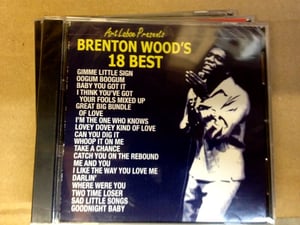 Art Laboe Presents
BRENTON WOOD'S
18 BEST
GIMME LITTLE SIGN
OOGUM BOOGUM
BABY YOU GOT IT
I THINK YOU'VE GOT
YOUR FOOLS MIXED UP
GREAT BIG BUNDLE
OF LOVE
I'M THE ONE WHO KNOWS
LOVEY DOVEY KIND OF LOVE
CAN YOU DIG IT
WHOOP IT ON ME
TAKE A CHANCE
CATCH YOU ON THE REBOUND
ME AND YOU
I LIKE THE WAY YOU LOVE ME
DARLIN'
WHERE WERE YOU
TWO TIME LOSER
SAD LITTLE SONGS
GOODNIGHT BABY